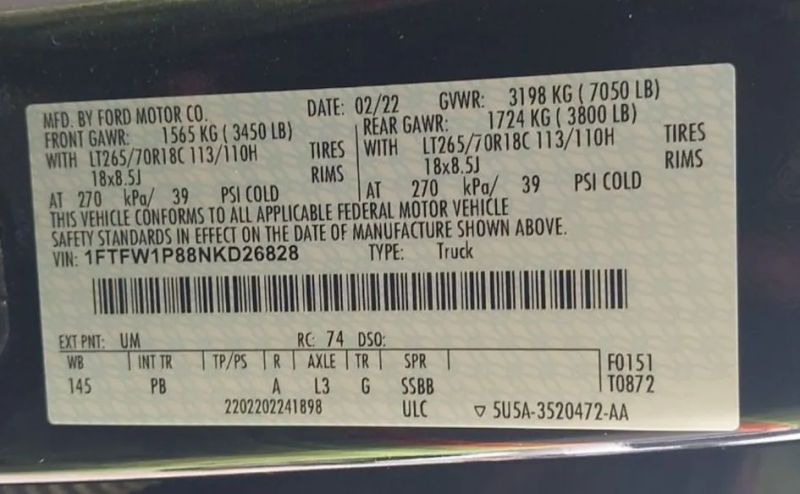 MFD. BY FORD MOTOR CO. DATE: 02/22 GVWR: 3198 KG ( 7050 LB)
FRONT GAWR: 1565 KG ( 3450 LB) REAR GAWR: 1724 KG ( 3800 LB)
WITH LT265/70R18C 113/110H TIRES WITH LT265/70R18C 113/110H TIRES
18x8.5J RIMS 18x8.5J RIMS
AT 270 kPa/ 39 PSI COLD AT 270 kPa/ 39 PSI COLD
THIS VEHICLE CONFORMS TO ALL APPLICABLE FEDERAL MOTOR VEHICLE
SAFETY STANDARDS IN EFFECT ON THE DATE OF MANUFACTURE SHOWN ABOVE.
VIN: 1FTFW1P88NKD26828 TYPE: Truck
EXT PNT: UM RC: 74 DSO:
WB INT TR TP/PS R AXLE TR SPR F0151
145 PB A L3 G SSBB T0872
2202202241898 ULC ▽ 5U5A-3520472-AA